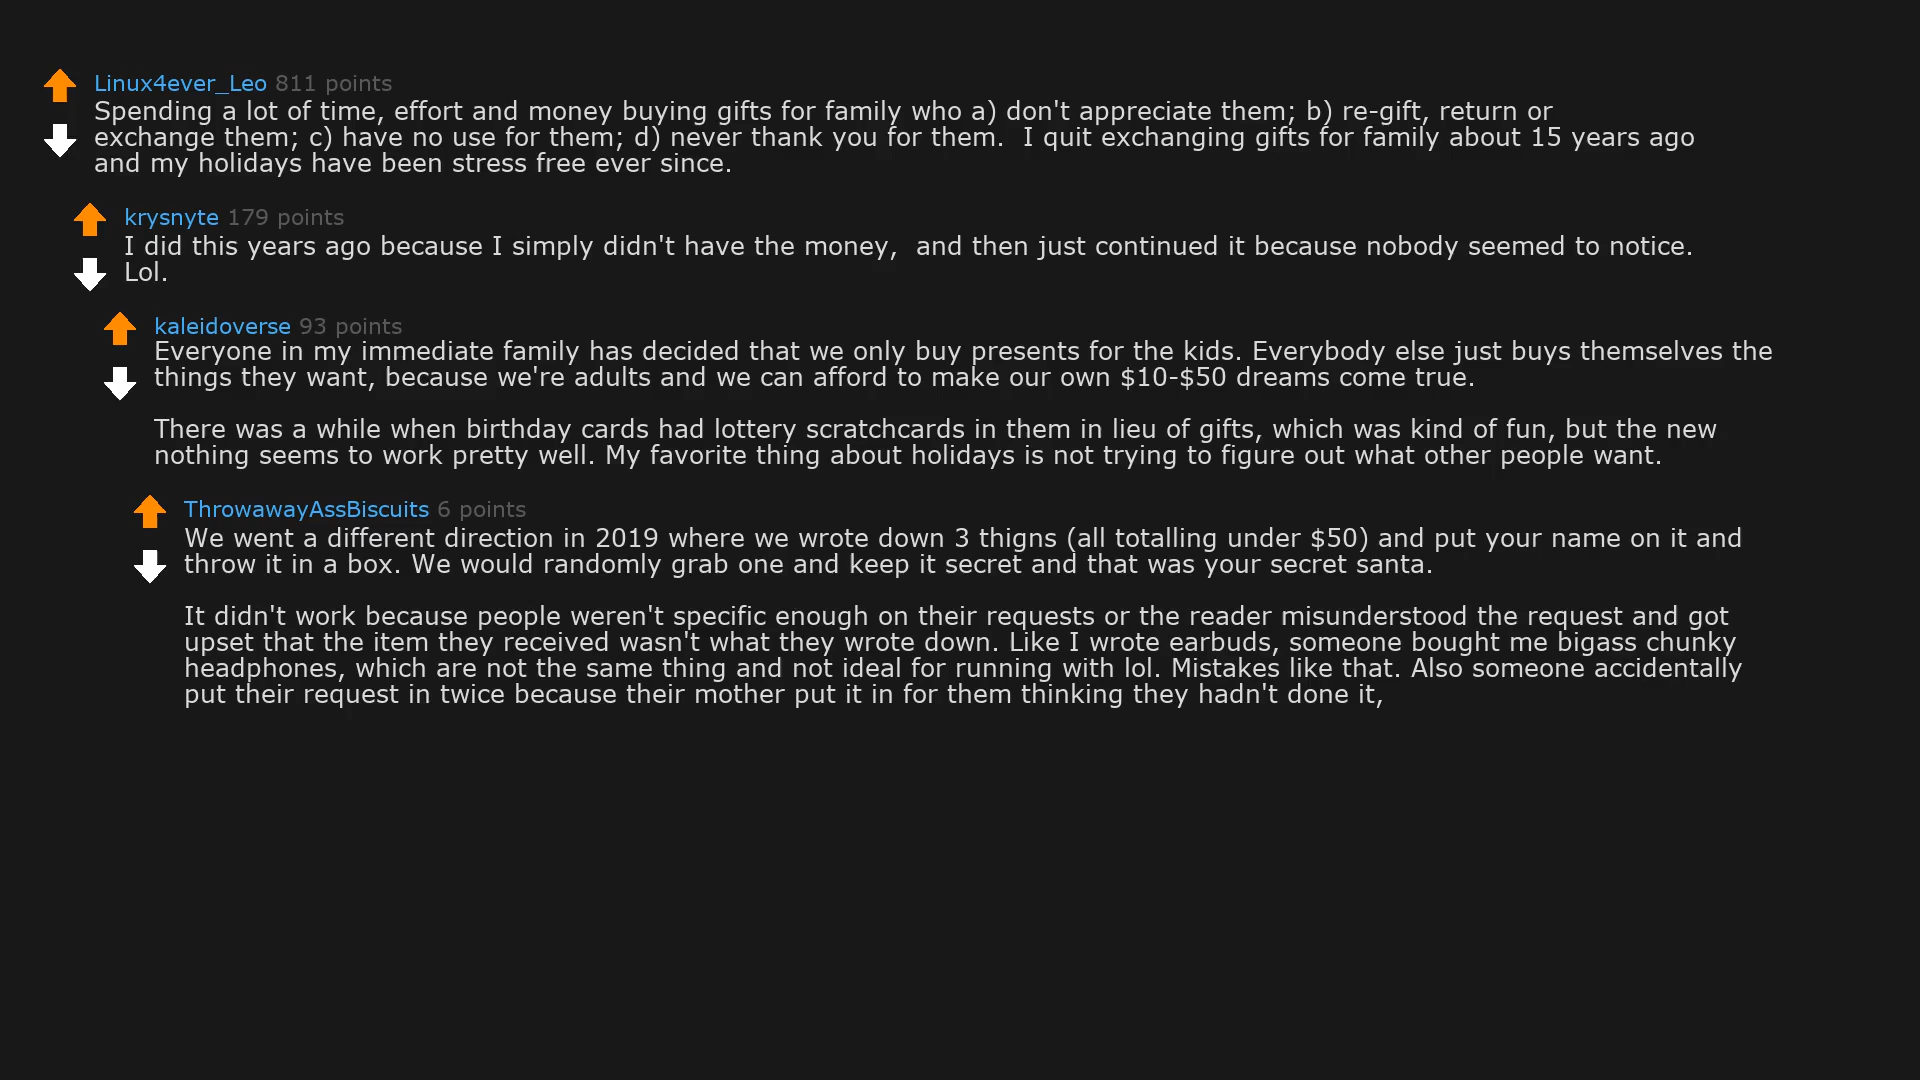 Linux4ever_Leo 811 points
Spending a lot of time, effort and money buying gifts for family who a) don't appreciate them; b) re-gift, return or
exchange them; c) have no use for them; d) never thank you for them.  I quit exchanging gifts for family about 15 years ago
and my holidays have been stress free ever since.
krysnyte 179 points
I did this years ago because I simply didn't have the money,  and then just continued it because nobody seemed to notice.
Lol.
kaleidoverse 93 points
Everyone in my immediate family has decided that we only buy presents for the kids. Everybody else just buys themselves the
things they want, because we're adults and we can afford to make our own $10-$50 dreams come true.
There was a while when birthday cards had lottery scratchcards in them in lieu of gifts, which was kind of fun, but the new
nothing seems to work pretty well. My favorite thing about holidays is not trying to figure out what other people want.
ThrowawayAssBiscuits 6 points
We went a different direction in 2019 where we wrote down 3 thigns (all totalling under $50) and put your name on it and
throw it in a box. We would randomly grab one and keep it secret and that was your secret santa.
It didn't work because people weren't specific enough on their requests or the reader misunderstood the request and got
upset that the item they received wasn't what they wrote down. Like I wrote earbuds, someone bought me bigass chunky
headphones, which are not the same thing and not ideal for running with lol. Mistakes like that. Also someone accidentally
put their request in twice because their mother put it in for them thinking they hadn't done it,